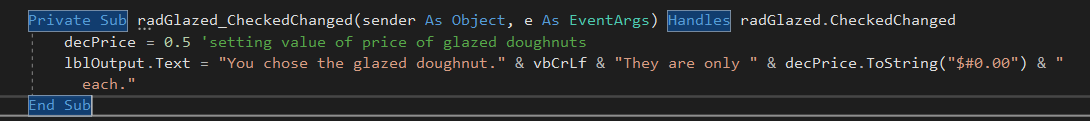 Private Sub radGlazed_CheckedChanged(sender As Object, e As EventArgs) Handles radGlazed.CheckedChanged
decPrice = 0.5 'setting value of price of glazed doughnuts
lblOutput.Text = "You chose the glazed doughnut." & vbCrLf & "They are only " & decPrice.ToString("$#0.00") & "
each."
End Sub